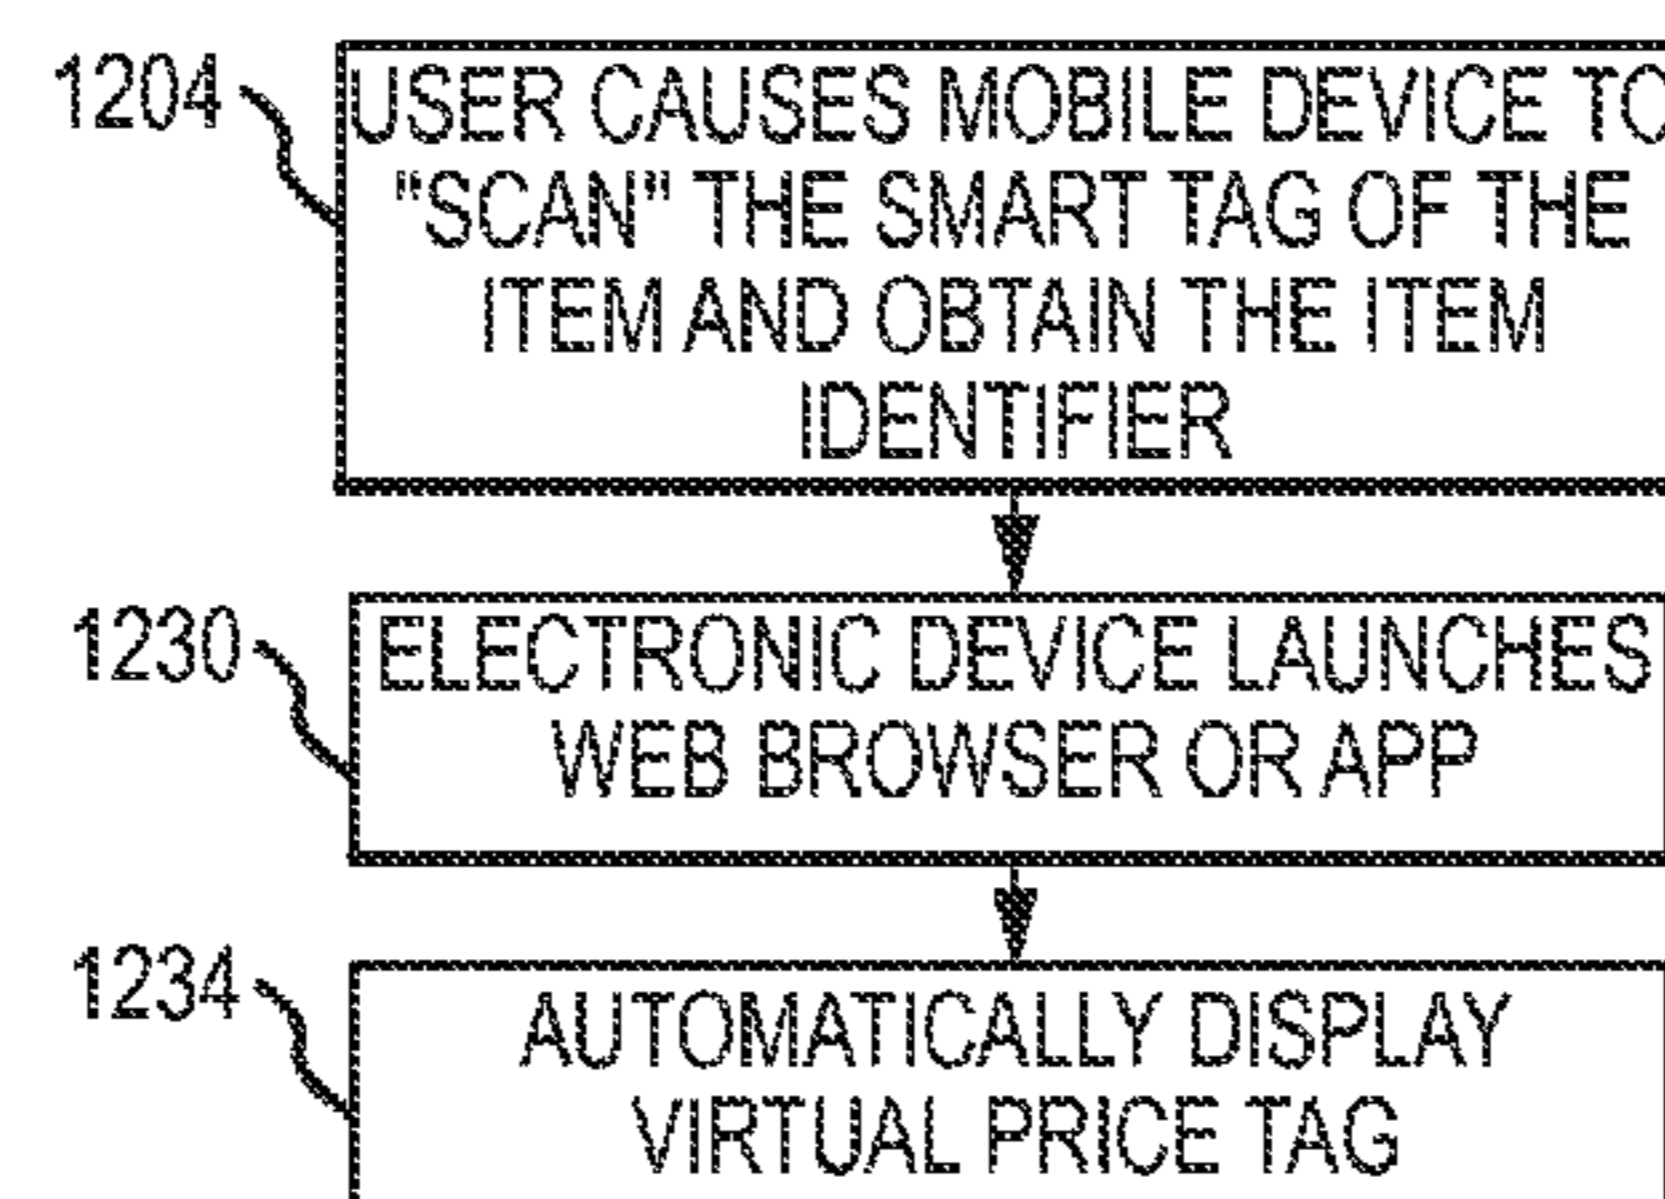 1204
USER CAUSES MOBILE DEVICE TO
"SCAN" THE SMART TAG OF THE
ITEM AND OBTAIN THE ITEM
IDENTIFIER
1230
ELECTRONIC DEVICE LAUNCHES
WEB BROWSER OR APP
1234
AUTOMATICALLY DISPLAY
VIRTUAL PRICE TAG